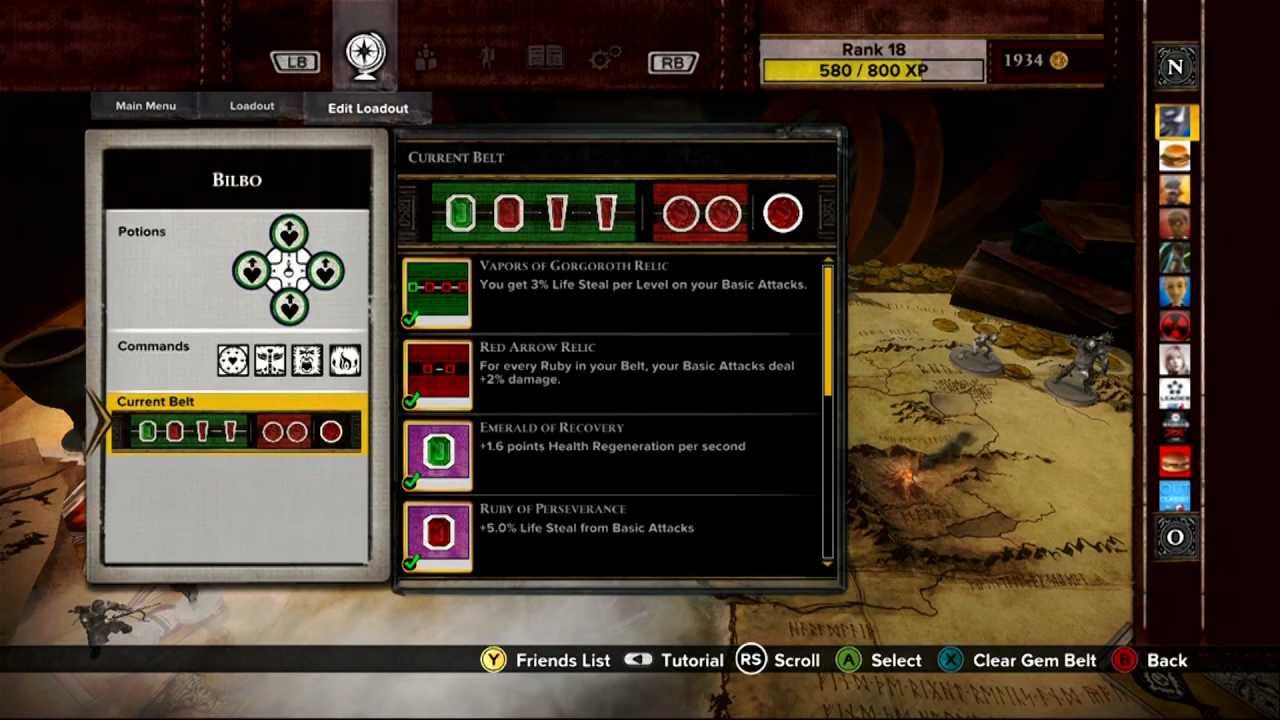 LB
RB
Rank 18
580 / 800 XP
1934
N
Main Menu
Loadout
Edit Loadout
BILBO
Potions
Commands
Current Belt
CURRENT BELT
VAPORS OF GORGOROTH RELIC
You get 3% Life Steal per Level on your Basic Attacks.
RED ARROW RELIC
For every Ruby in your Belt, your Basic Attacks deal
+2% damage.
EMERALD OF RECOVERY
+1.6 points Health Regeneration per second
RUBY OF PERSEVERANCE
+5.0% Life Steal from Basic Attacks
LEADER
O
Y Friends List
Tutorial
RS Scroll
A Select
X Clear Gem Belt
B Back